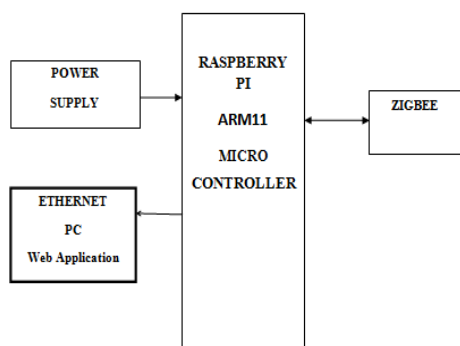 POWER
SUPPLY
ETHERNET
PC
Web Application
RASPBERRY
PI
ARM11
MICRO
CONTROLLER
ZIGBEE